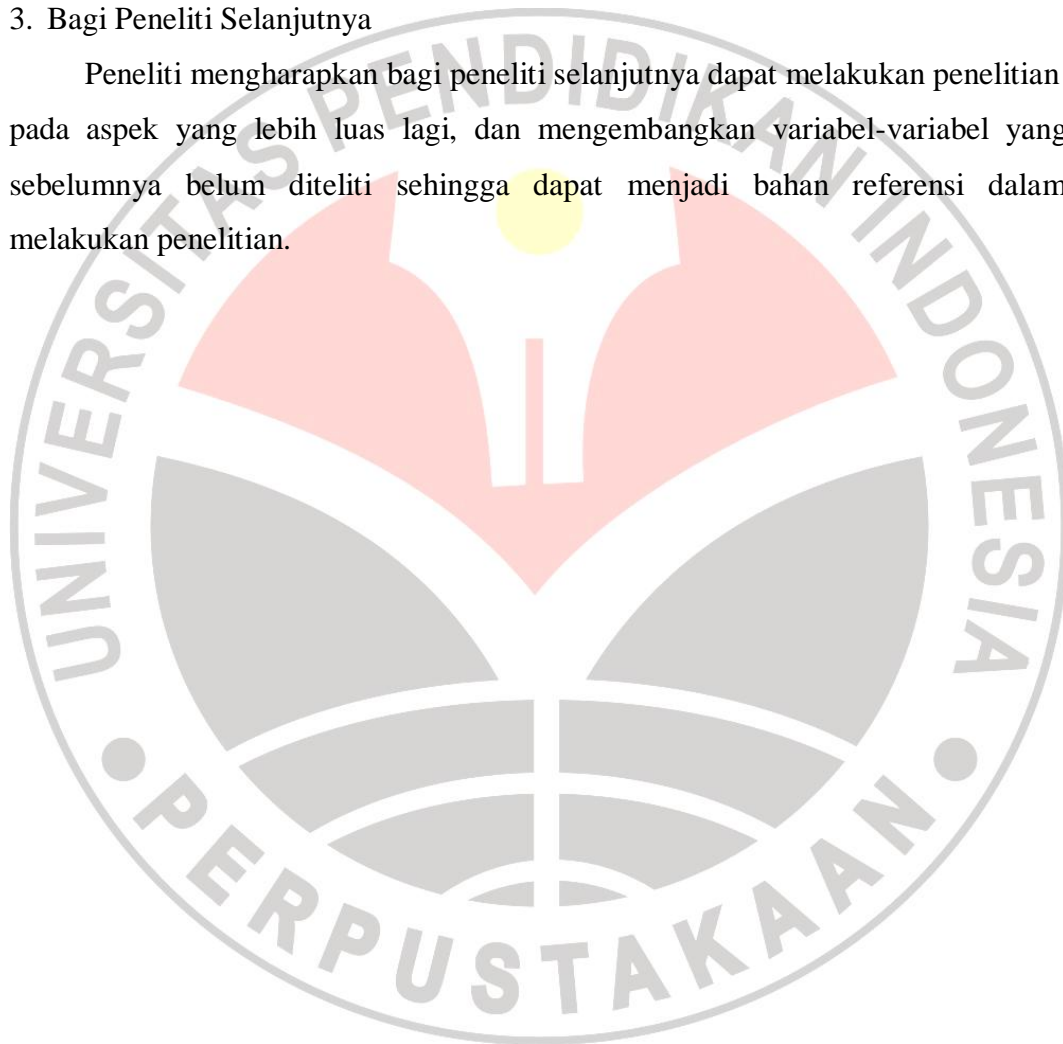 3. Bagi Peneliti Selanjutnya
Peneliti mengharapkan bagi peneliti selanjutnya dapat melakukan penelitian
pada aspek yang lebih luas lagi, dan mengembangkan variabel-variabel yang
sebelumnya belum diteliti sehingga dapat menjadi bahan referensi dalam
melakukan penelitian.
UNIVERSITAS PENDIDIKAN INDONESIA
PERPUSTAKAAN